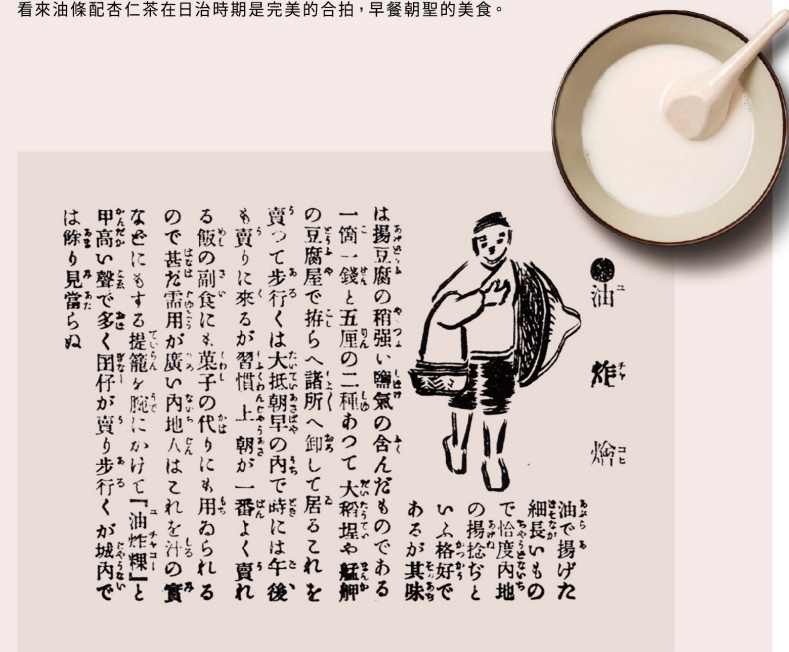 看來油條配杏仁茶在日治時期是完美的合拍，早餐朝聖的美食。
油炸燴
油で揚げた
細長いもの
で恰度內地
の揚捻ぢと
いふ格好で
あるが其味
は揚豆腐の稍强い鹽氣の含んだものである
一箇一錢と五厘の二種あつて大稻埕や艋舺
の豆腐屋で拵らへ諸所へ卸して居るこれを
賣つて步行くは大抵朝早の內で時には午後
も賣りに來るが習慣上朝が一番よく賣れ
る飯の副食にも菓子の代りにも用ゐられる
ので甚だ需用が廣い內地人はこれを汁の實
などにもする提籠を腕にかけて『油炸粿』と
甲高い聲で多く囝仔が賣り步行くが城內で
は餘り見當らぬ